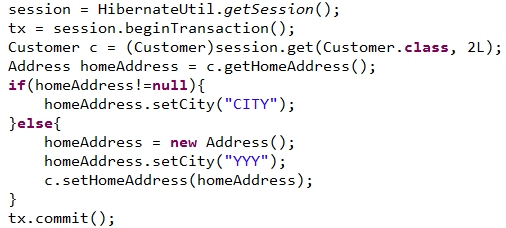 session = HibernateUtil.getSession();
tx = session.beginTransaction();
Customer c = (Customer)session.get(Customer.class, 2L);
Address homeAddress = c.getHomeAddress();
if(homeAddress!=null){
    homeAddress.setCity("CITY");
}else{
    homeAddress = new Address();
    homeAddress.setCity("YYY");
    c.setHomeAddress(homeAddress);
}
tx.commit();